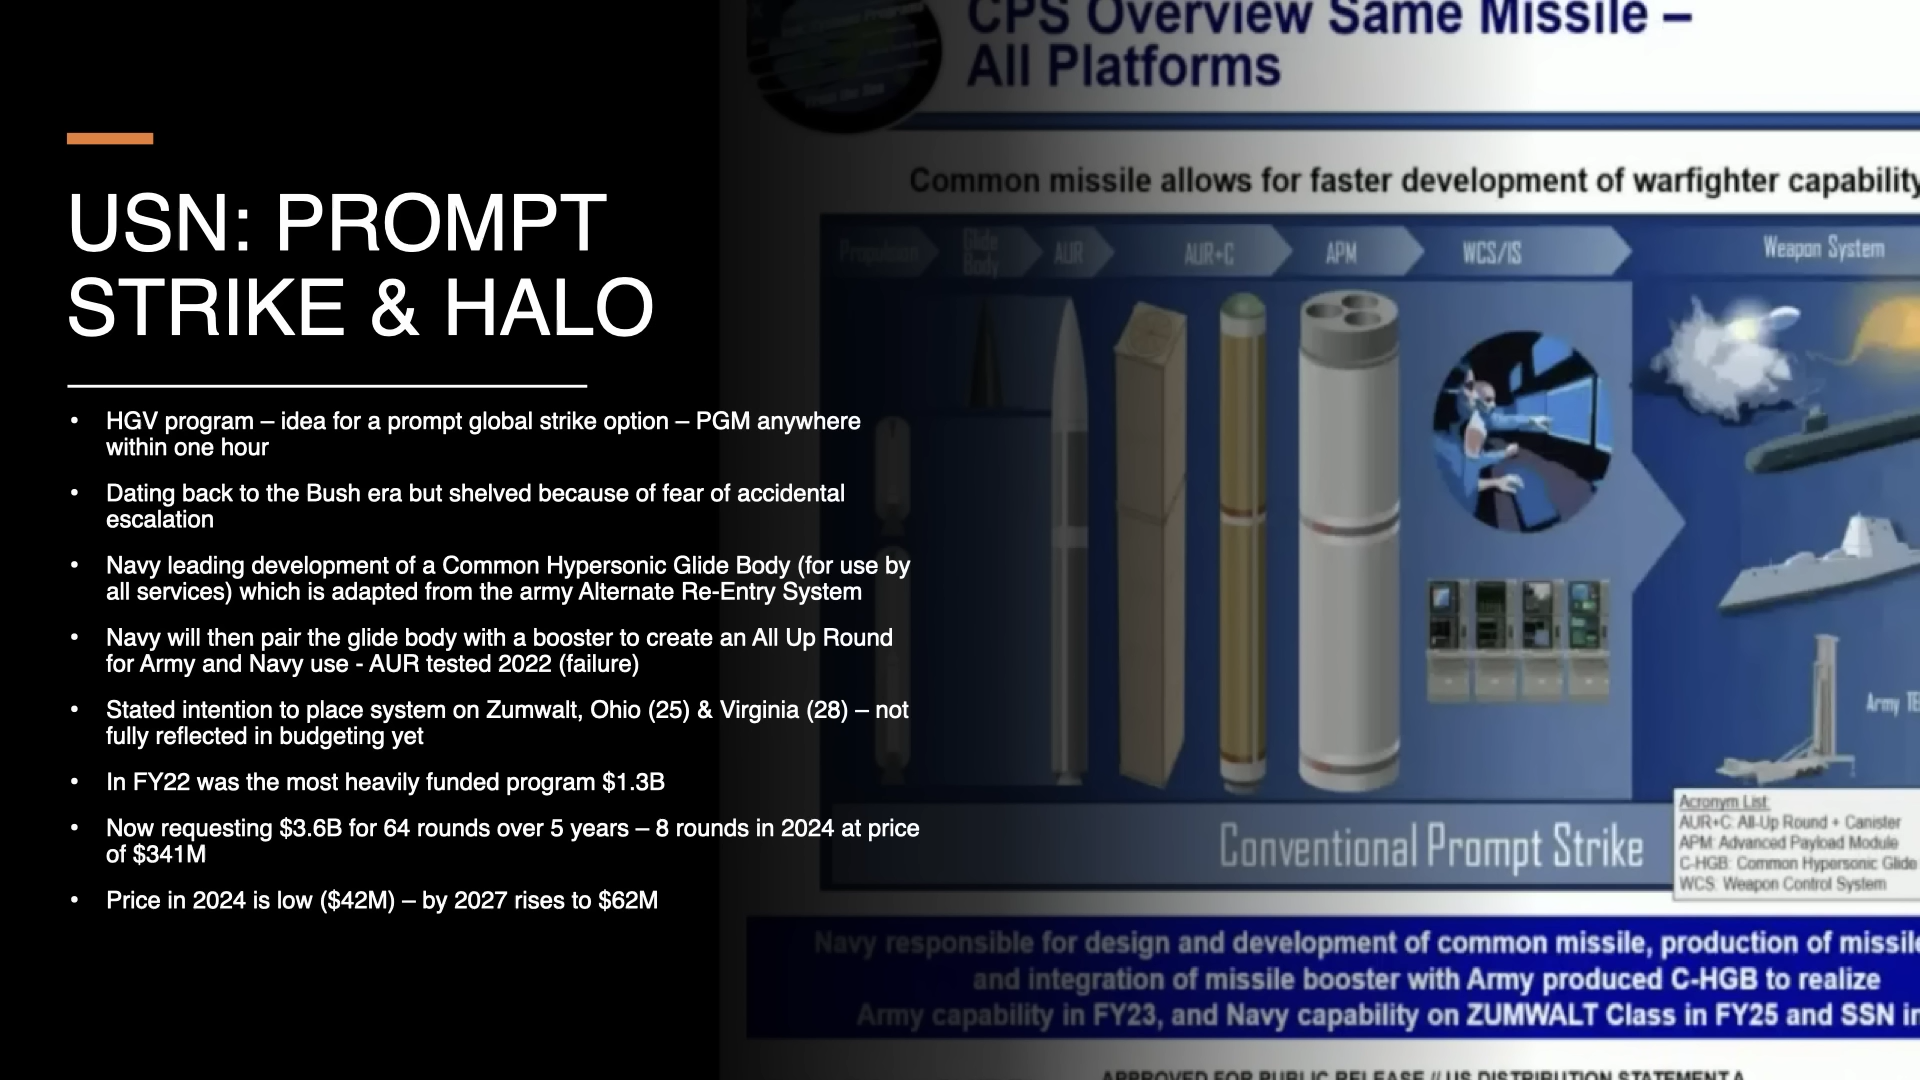 USN: PROMPT
STRIKE & HALO
• HGV program – idea for a prompt global strike option – PGM anywhere
within one hour
• Dating back to the Bush era but shelved because of fear of accidental
escalation
• Navy leading development of a Common Hypersonic Glide Body (for use by
all services) which is adapted from the army Alternate Re-Entry System
• Navy will then pair the glide body with a booster to create an All Up Round
for Army and Navy use - AUR tested 2022 (failure)
• Stated intention to place system on Zumwalt, Ohio (25) & Virginia (28) – not
fully reflected in budgeting yet
• In FY22 was the most heavily funded program $1.3B
• Now requesting $3.6B for 64 rounds over 5 years – 8 rounds in 2024 at price
of $341M
• Price in 2024 is low ($42M) – by 2027 rises to $62M
CPS Overview Same Missile –
All Platforms
Common missile allows for faster development of warfighter capability
Propulsion
Glide
Body
AUR
AUR+C
APM
WCS/IS
Weapon System
Army
Conventional Prompt Strike
Acronym List:
AUR+C: All-Up Round + Canister
APM: Advanced Payload Module
C-HGB: Common Hypersonic Glide
WCS: Weapon Control System
Navy responsible for design and development of common missile, production of
and integration of missile booster with Army produced C-HGB to realize
Army capability in FY23, and Navy capability on ZUMWALT Class in FY25 and SSN
APPROVED FOR PUBLIC RELEASE // US DISTRIBUTION STATEMENT A